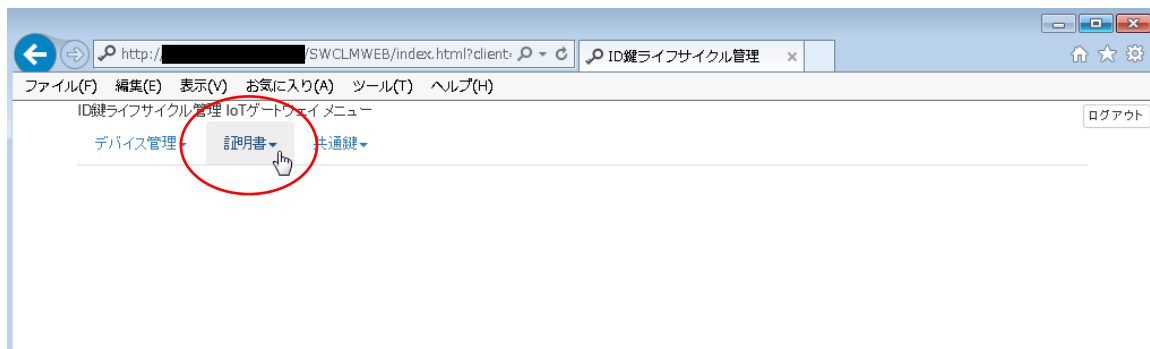 http:// /SWCLMWEB/index.html?client=
ID鍵ライフサイクル管理
ファイル(F) 編集(E) 表示(V) お気に入り(A) ツール(T) ヘルプ(H)
ID鍵ライフサイクル管理 IoTゲートウェイ メニュー
ログアウト
デバイス管理 証明書 共通鍵